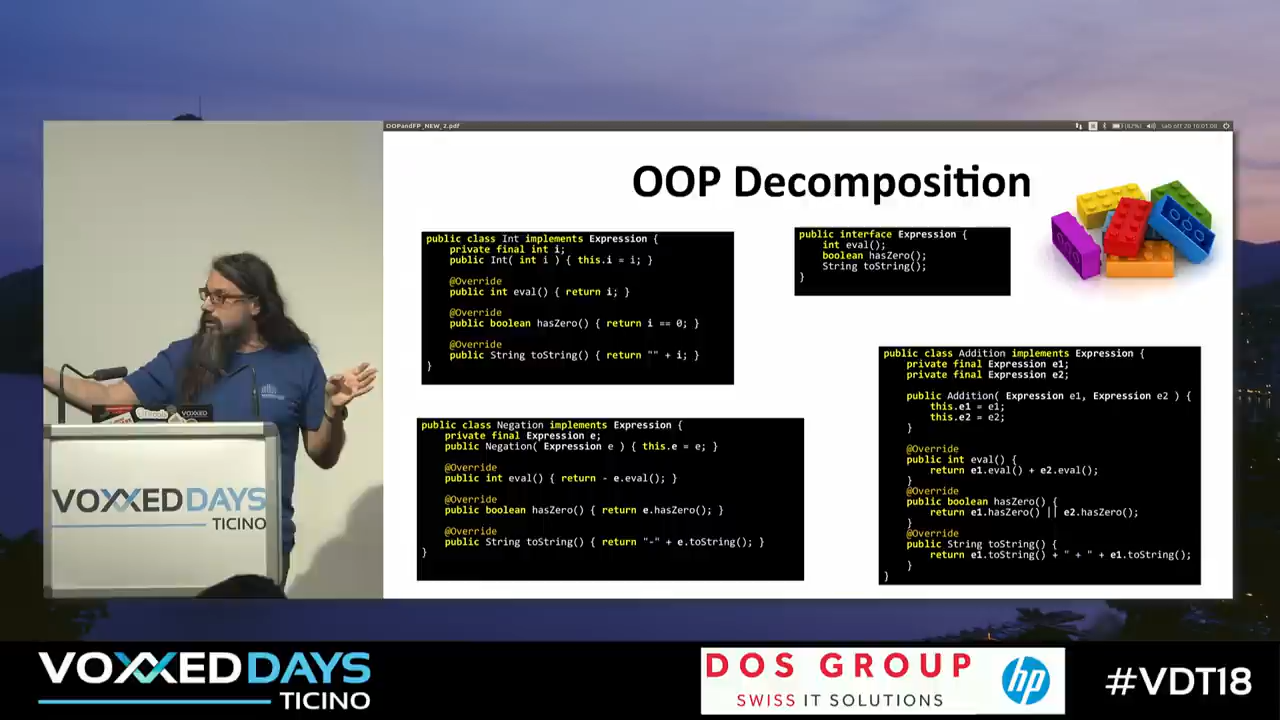 OOPandFP_NEW_2.pdf
OOP Decomposition
public class Int implements Expression {
private final int i;
public Int( int i ) { this.i = i; }
@Override
public int eval() { return i; }
@Override
public boolean hasZero() { return i == 0; }
@Override
public String toString() { return "" + i; }
}
public interface Expression {
int eval();
boolean hasZero();
String toString();
}
public class Negation implements Expression {
private final Expression e;
public Negation( Expression e ) { this.e = e; }
@Override
public int eval() { return - e.eval(); }
@Override
public boolean hasZero() { return e.hasZero(); }
@Override
public String toString() { return "-" + e.toString(); }
}
public class Addition implements Expression {
private final Expression e1;
private final Expression e2;
public Addition( Expression e1, Expression e2 ) {
this.e1 = e1;
this.e2 = e2;
}
@Override
public int eval() {
return e1.eval() + e2.eval();
}
@Override
public boolean hasZero() {
return e1.hasZero() || e2.hasZero();
}
@Override
public String toString() {
return e1.toString() + " + " + e1.toString();
}
}
VOXXED
VOXXEDDAYS
TICINO
VOXXEDDAYS
TICINO
DOS GROUP
SWISS IT SOLUTIONS
hp
#VDT18